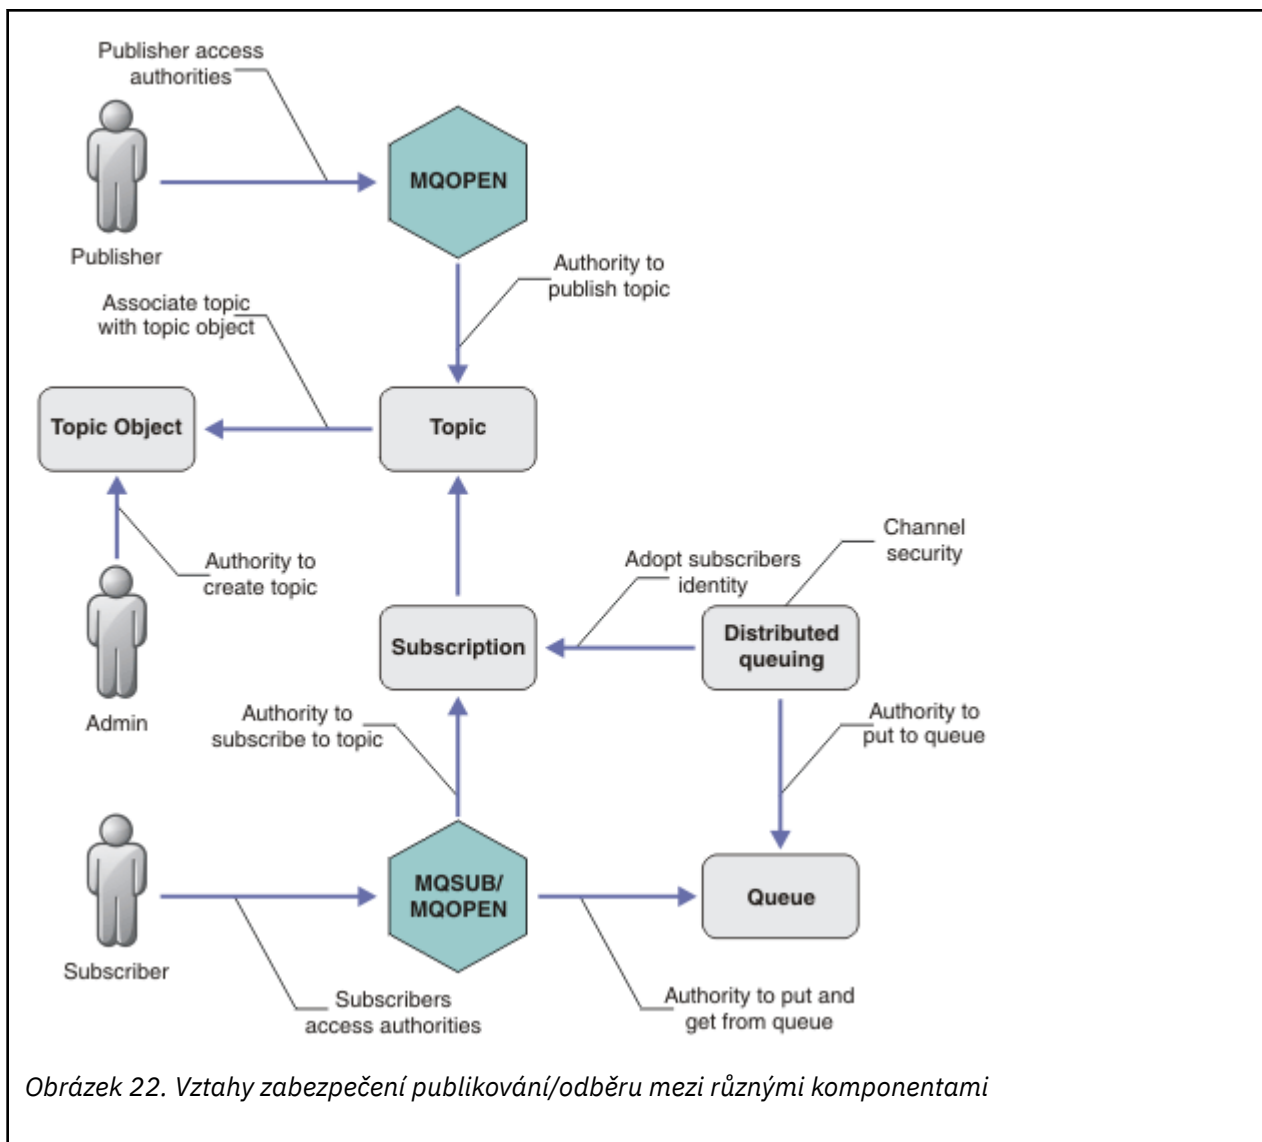 Publisher access
authorities
MQOPEN
Publisher
Authority to
publish topic
Associate topic
with topic object
Topic Object
Topic
Channel
security
Authority to
create topic
Adopt subscribers
identity
Subscription
Distributed
queuing
Admin
Authority to
subscribe to topic
Authority to
put to queue
MQSUB/
MQOPEN
Queue
Subscriber
Subscribers
access authorities
Authority to put and
get from queue
Obrázek 22. Vztahy zabezpečení publikování/odběru mezi různými komponentami